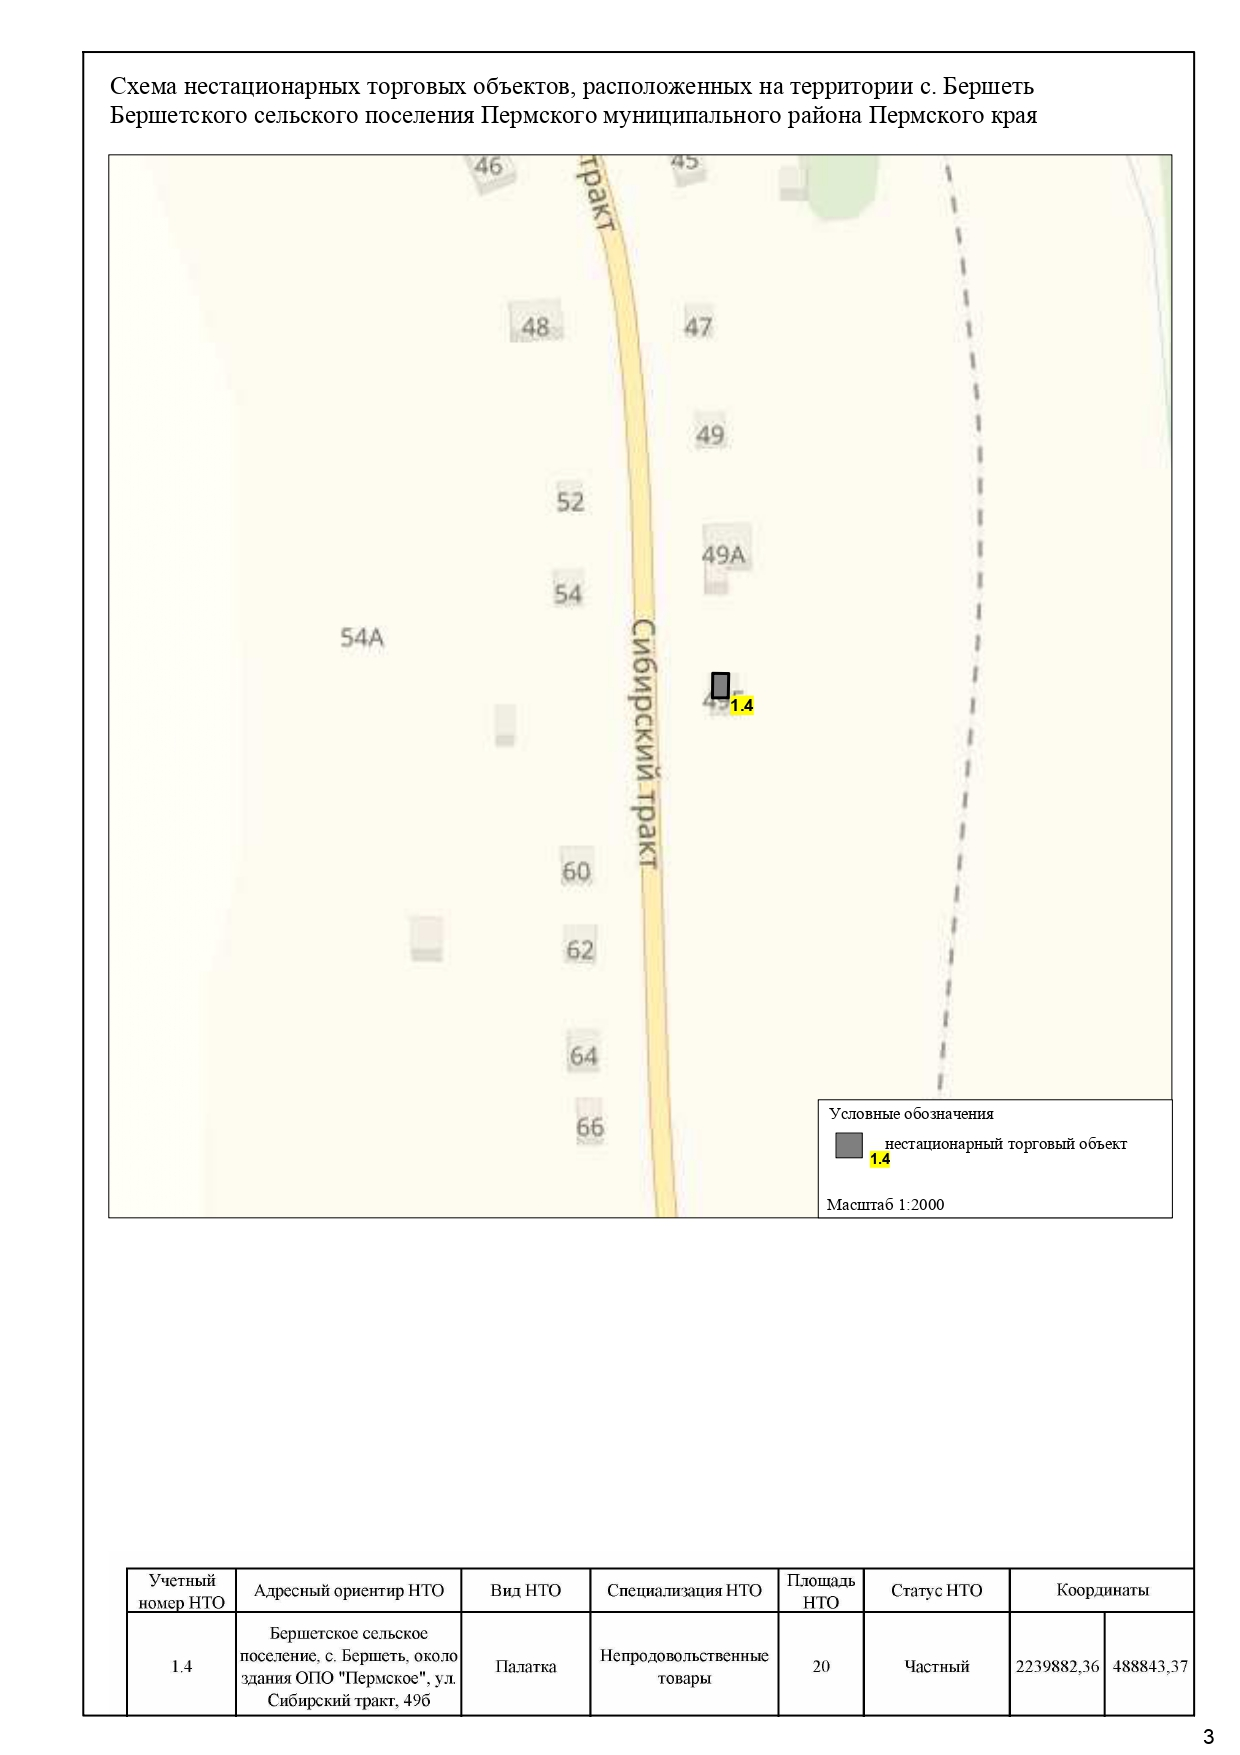 Схема нестационарных торговых объектов, расположенных на территории с. Бершеть
Бершетского сельского поселения Пермского муниципального района Пермского края
46
тракт
45
48
47
49
52
49А
54
Сибирский тракт
54А
1.4
60
62
64
66
Условные обозначения
нестационарный торговый объект
1.4
Масштаб 1:2000
Учетный номер НТО
Адресный ориентир НТО
Вид НТО
Специализация НТО
Площадь НТО
Статус НТО
Координаты
1.4
Бершетское сельское
поселение, с. Бершеть, около
здания ОПО "Пермское", ул.
Сибирский тракт, 49б
Палатка
Непродовольственные
товары
20
Частный
2239882,36
488843,37
3